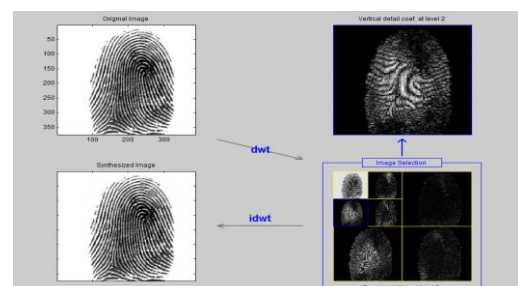 Original Image
Vertical detail coef. at level 2
50
100
150
200
250
300
350
100 200 300
dwt
Synthesized Image
Image Selection
idwt